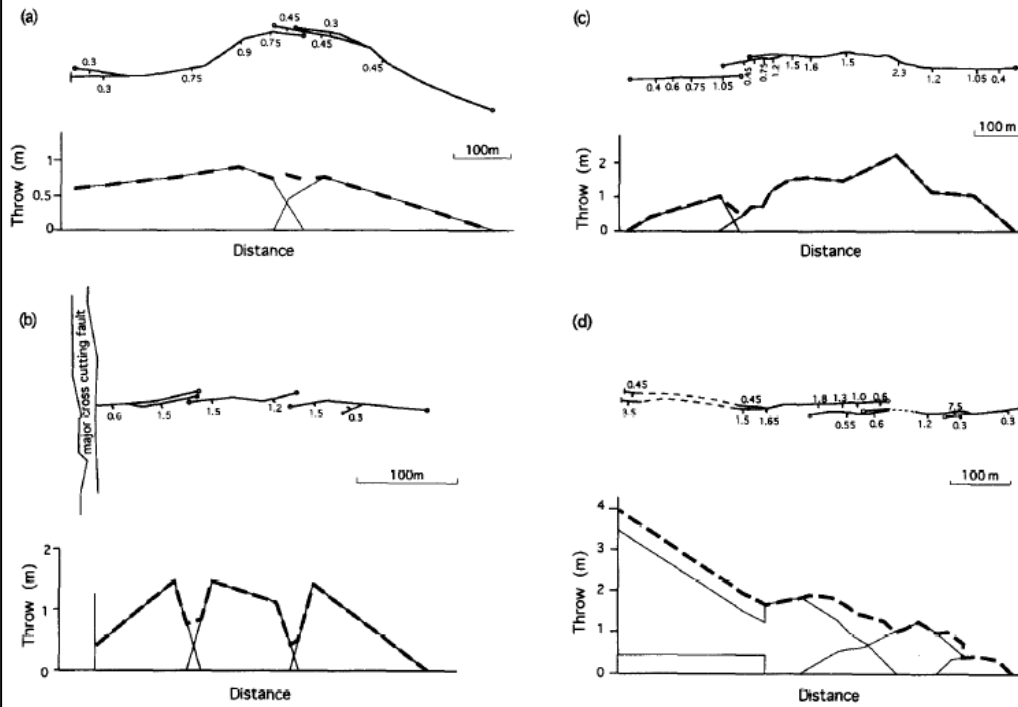 (a)
0.45
0.3
0.75
0.45
0.9
0.3
0.75
0.45
0.3
100m
Throw (m)
1
0.5
0
Distance
(c)
0.4 0.6 0.75 1.05 0.45 0.75 1.2 1.5 1.6 1.5 2.3 1.2 1.05 0.4
100 m
Throw (m)
2
1
0
Distance
(b)
major cross cutting fault
0.6 1.5 1.5 1.2 1.5 0.3
100m
Throw (m)
2
1
0
Distance
(d)
0.45
3.5
0.45
1.8 1.3 1.0 0.6
7.5
1.5 1.65 0.55 0.6 1.2 0.3 0.3
100 m
Throw (m)
4
3
2
1
0
Distance